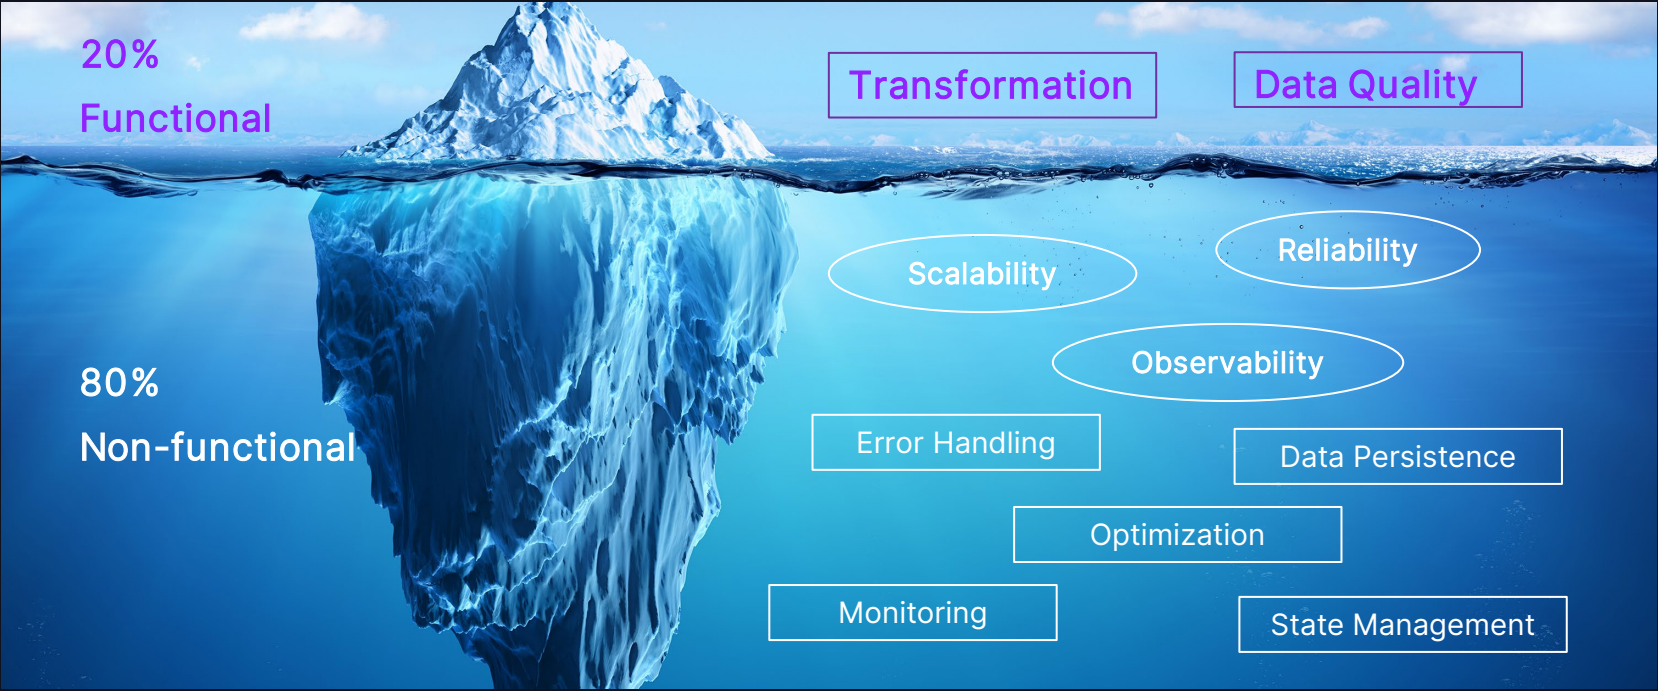 20%
Functional
Transformation
Data Quality
Scalability
Reliability
Observability
80%
Non-functional
Error Handling
Data Persistence
Optimization
Monitoring
State Management